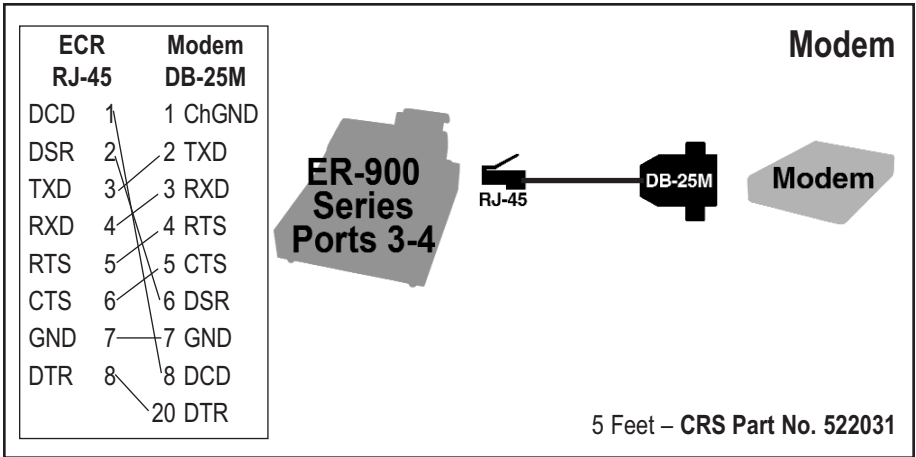 ECR Modem
RJ-45 DB-25M
DCD 1 1 ChGND
DSR 2 2 TXD
TXD 3 3 RXD
RXD 4 4 RTS
RTS 5 5 CTS
CTS 6 6 DSR
GND 7 7 GND
DTR 8 8 DCD
20 DTR
Modem
ER-900
Series
Ports 3-4
RJ-45
DB-25M
Modem
5 Feet – CRS Part No. 522031